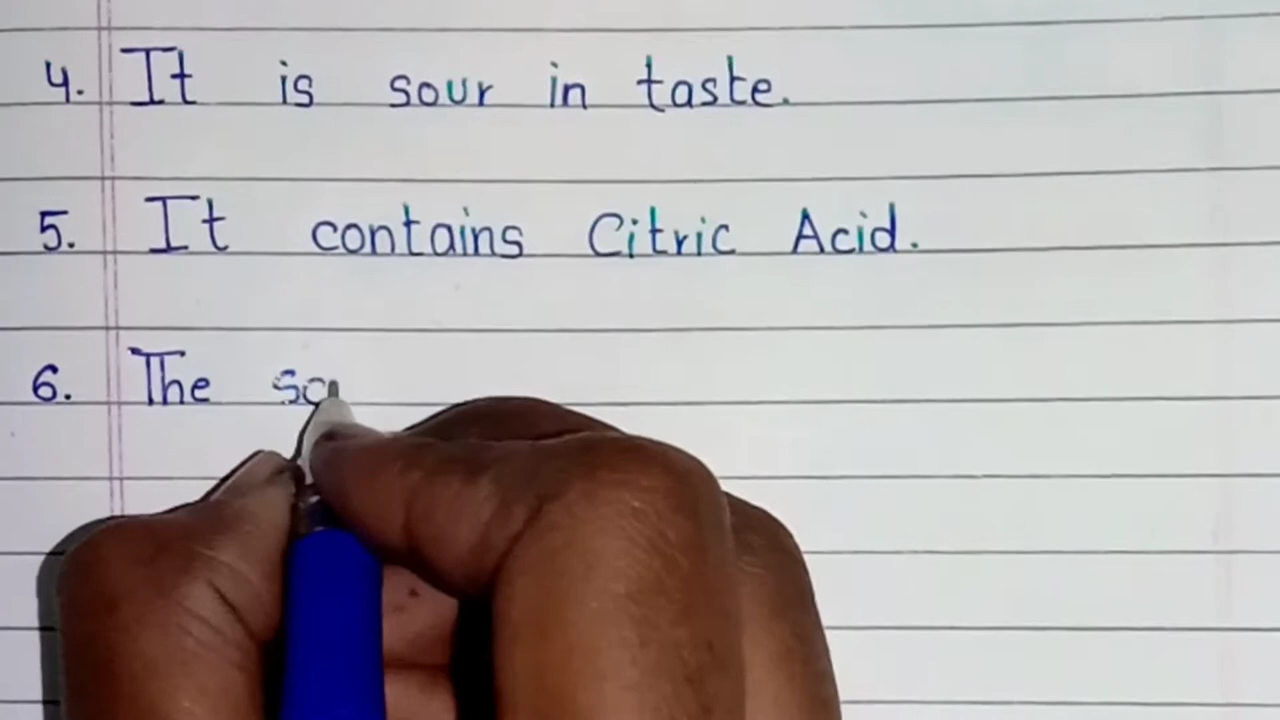 4. It is sour in taste.
5. It contains Citric Acid.
6. The